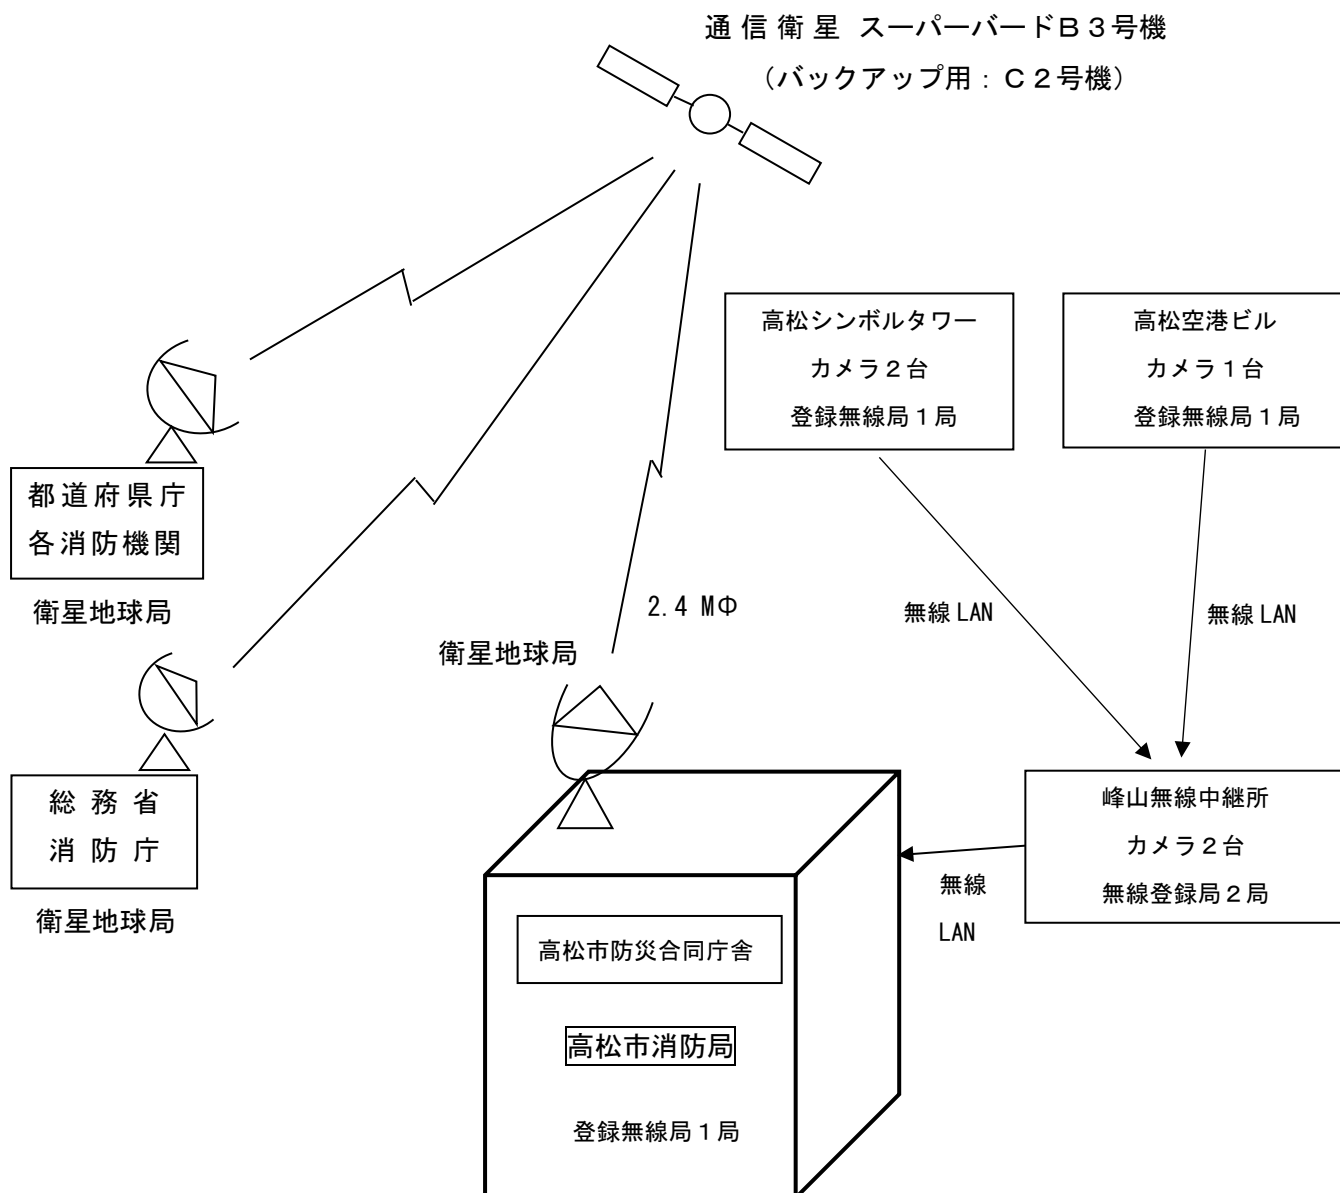 通信衛星 スーパーバードＢ３号機
（バックアップ用：Ｃ２号機）
高松シンボルタワー
カメラ２台
登録無線局１局
高松空港ビル
カメラ１台
登録無線局１局
都道府県庁
各消防機関
衛星地球局
2.4 MΦ
無線 LAN
無線 LAN
衛星地球局
総務省
消防庁
衛星地球局
峰山無線中継所
カメラ２台
無線登録局２局
無線
LAN
高松市防災合同庁舎
高松市消防局
登録無線局１局